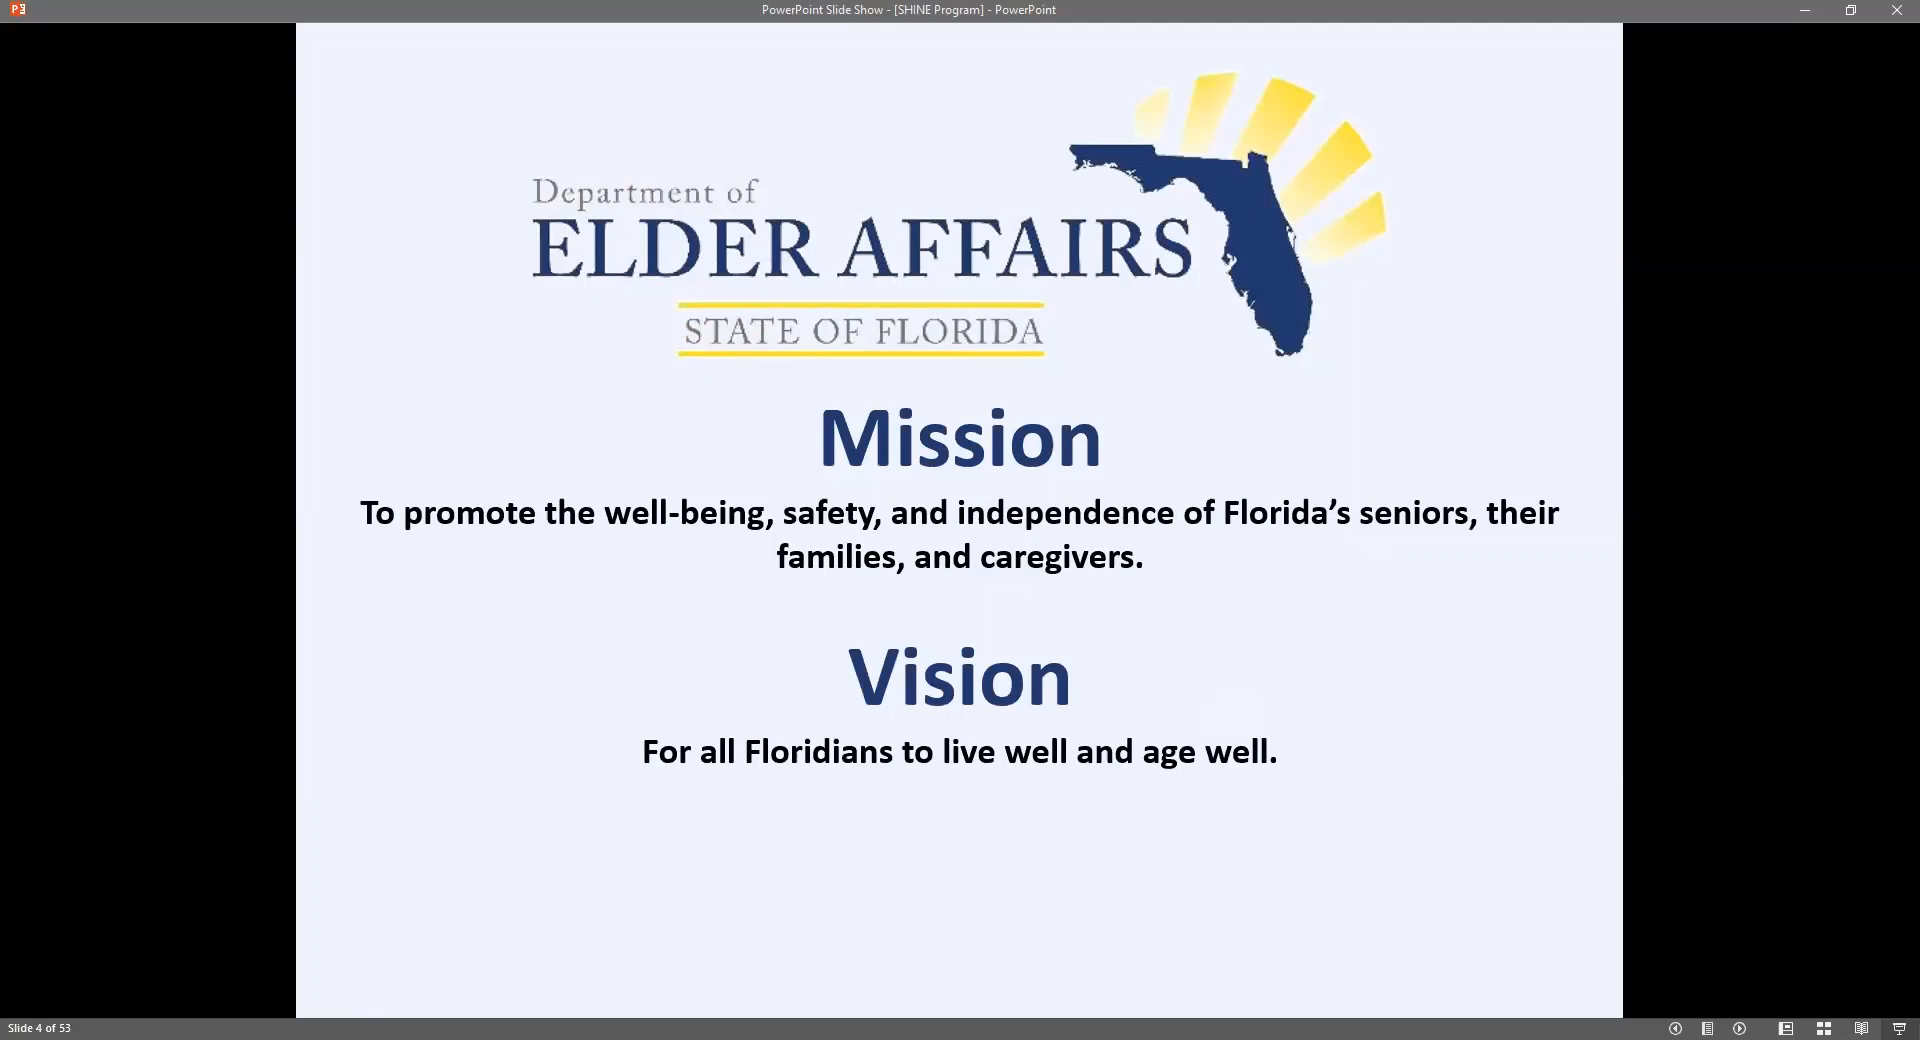 PowerPoint Slide Show - [SHINE Program] - PowerPoint
Department of
ELDER AFFAIRS
STATE OF FLORIDA
Mission
To promote the well-being, safety, and independence of Florida’s seniors, their
families, and caregivers.
Vision
For all Floridians to live well and age well.
Slide 4 of 53